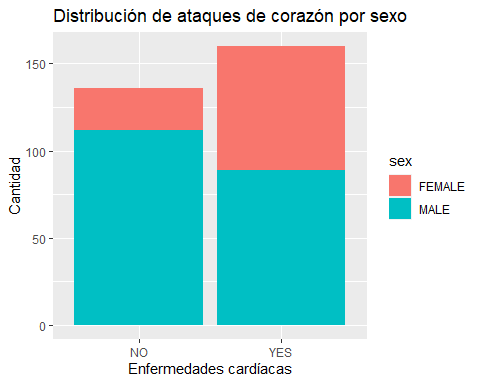 Distribución de ataques de corazón por sexo
Cantidad
150
100
50
0
NO
YES
Enfermedades cardíacas
sex
FEMALE
MALE